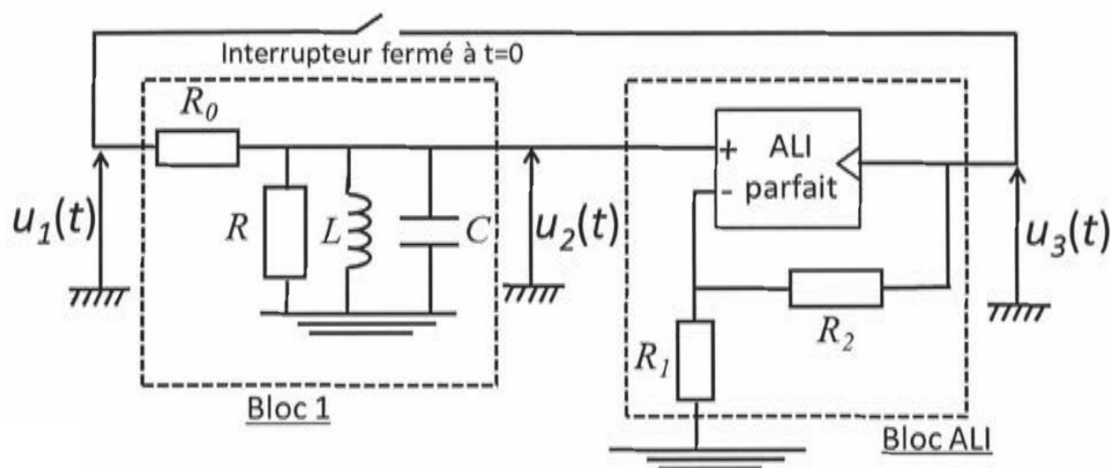 Interrupteur fermé à t=0
R₀
+
ALI
parfait
-
u₁(t)
R
L
C
u₂(t)
u₃(t)
R₂
R₁
Bloc 1
Bloc ALI